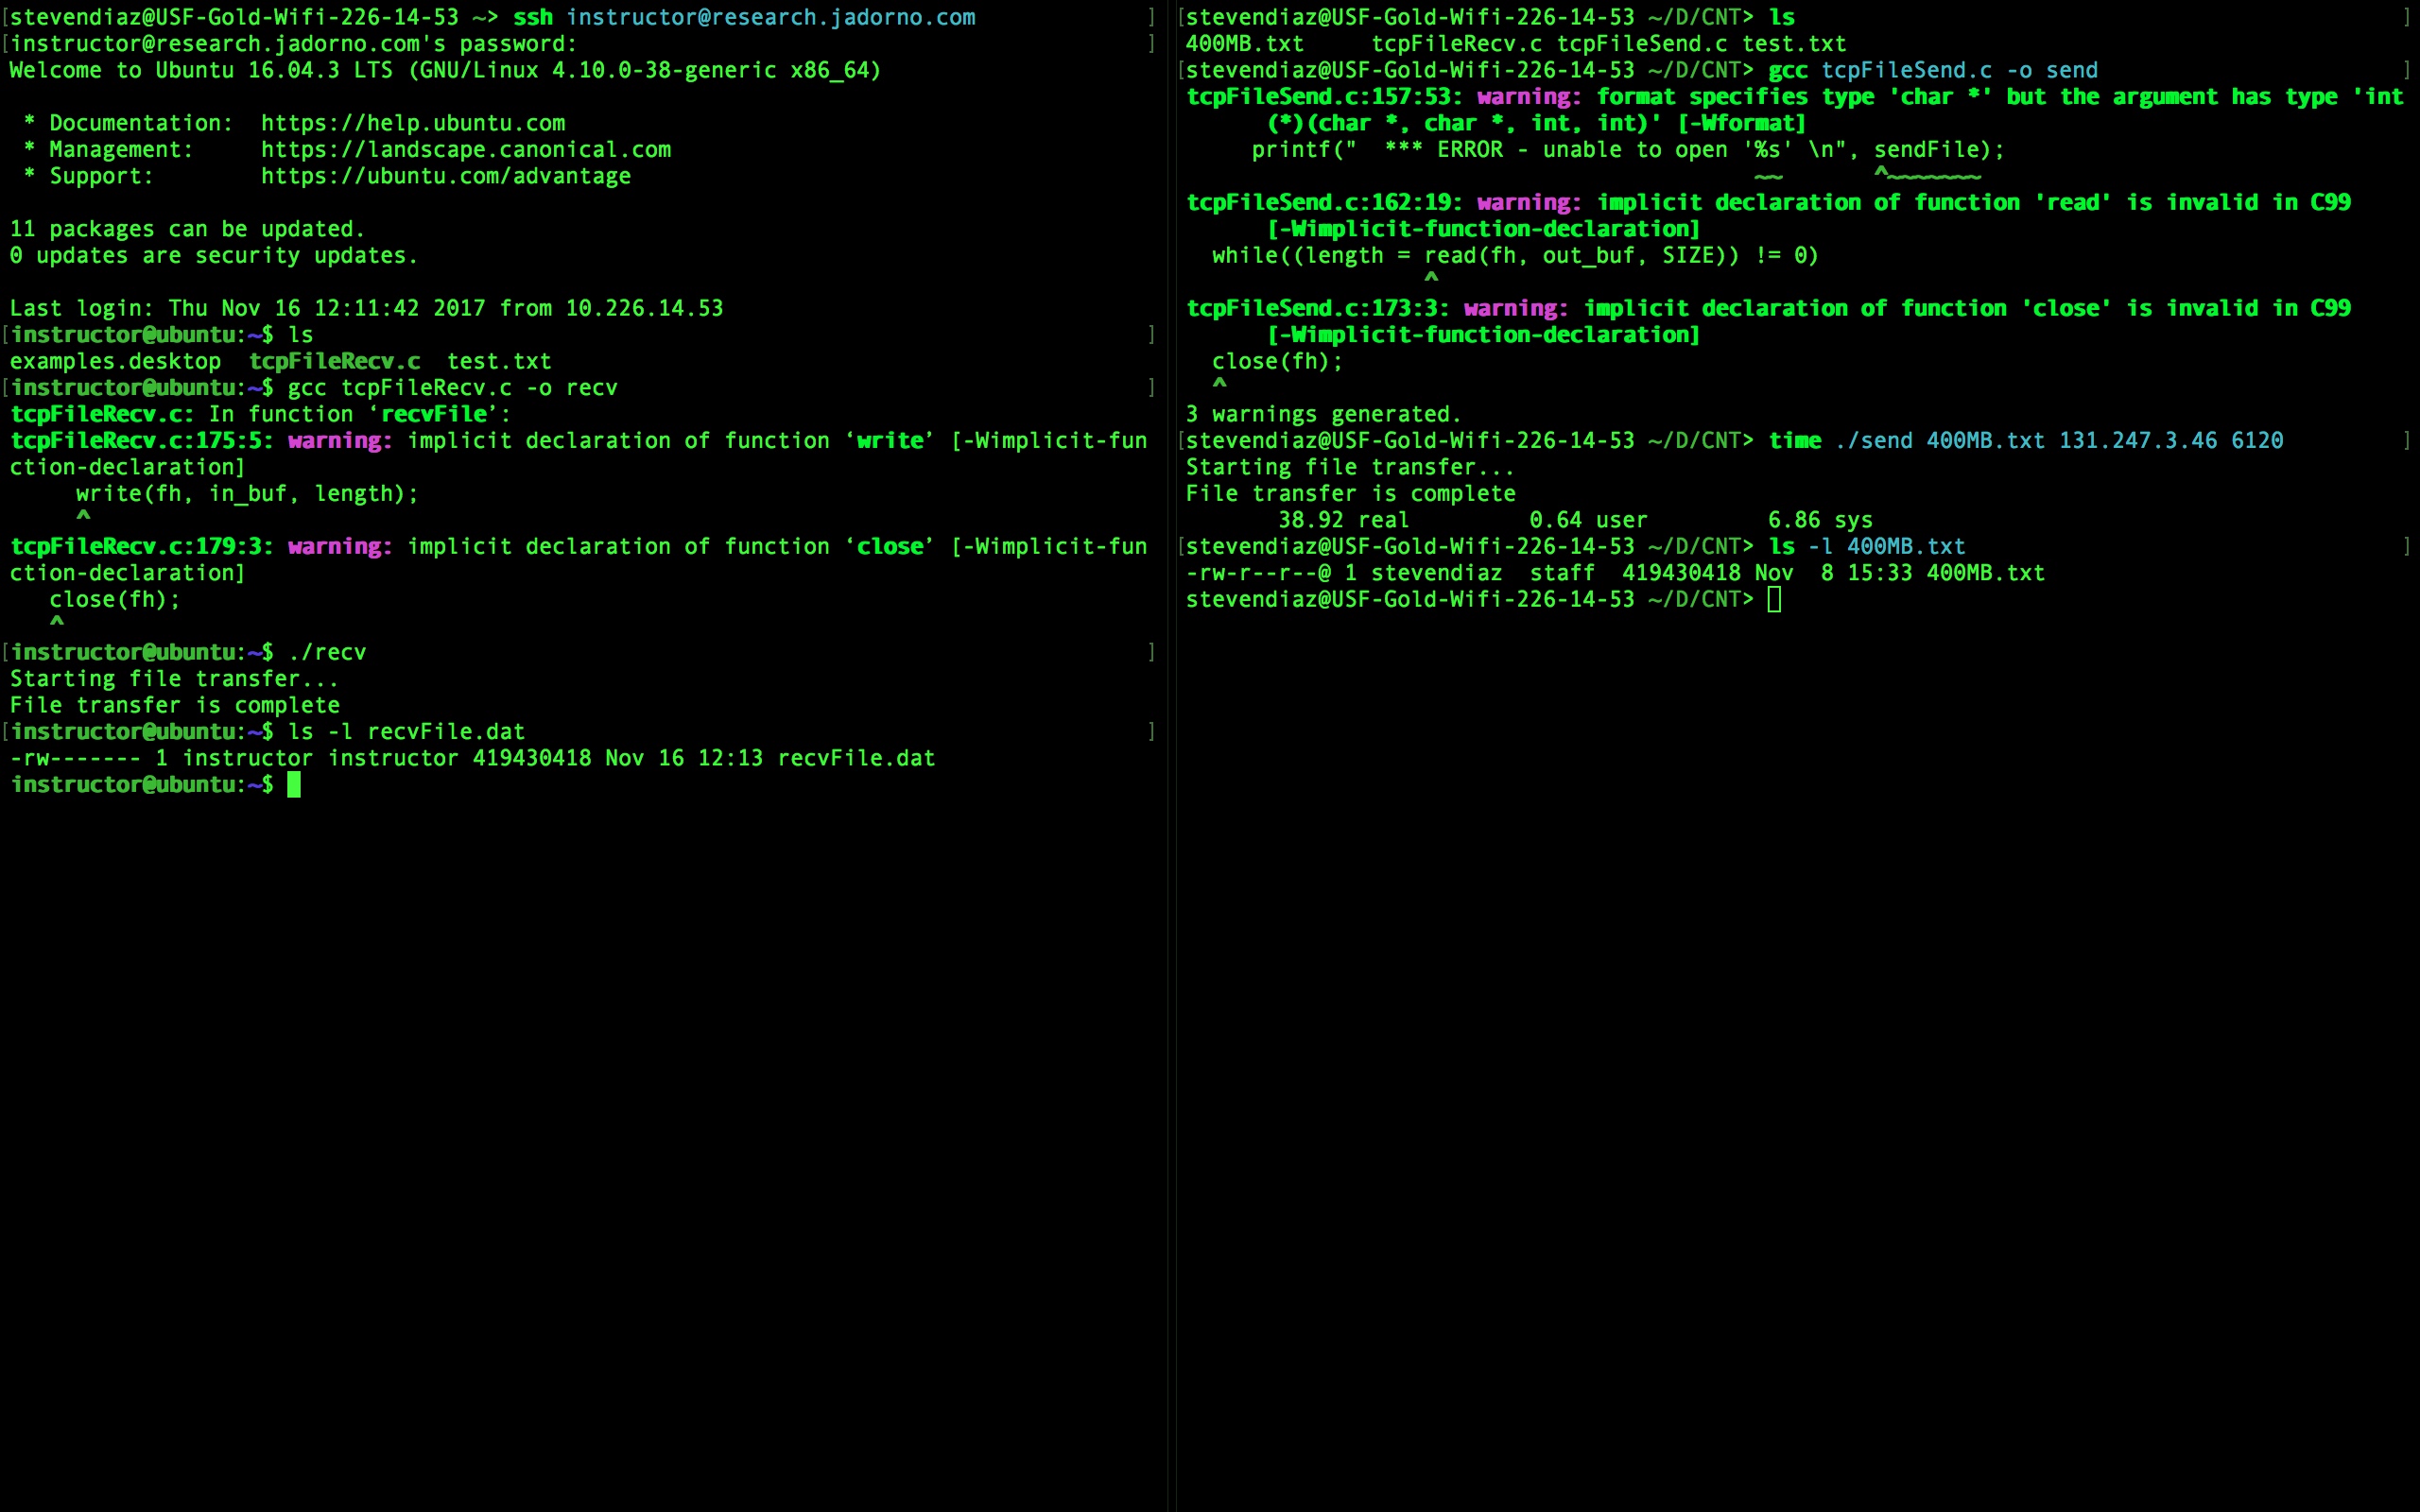 [stevendiaz@USF-Gold-Wifi-226-14-53 ~> ssh instructor@research.jadorno.com ]
[instructor@research.jadorno.com's password: ]
Welcome to Ubuntu 16.04.3 LTS (GNU/Linux 4.10.0-38-generic x86_64)
* Documentation:  https://help.ubuntu.com
* Management:     https://landscape.canonical.com
* Support:        https://ubuntu.com/advantage
11 packages can be updated.
0 updates are security updates.
Last login: Thu Nov 16 12:11:42 2017 from 10.226.14.53
[instructor@ubuntu:~$ ls ]
examples.desktop  tcpFileRecv.c  test.txt
[instructor@ubuntu:~$ gcc tcpFileRecv.c -o recv ]
tcpFileRecv.c: In function ‘recvFile’:
tcpFileRecv.c:175:5: warning: implicit declaration of function ‘write’ [-Wimplicit-fun
ction-declaration]
write(fh, in_buf, length);
^
tcpFileRecv.c:179:3: warning: implicit declaration of function ‘close’ [-Wimplicit-fun
ction-declaration]
close(fh);
^
[instructor@ubuntu:~$ ./recv ]
Starting file transfer...
File transfer is complete
[instructor@ubuntu:~$ ls -l recvFile.dat ]
-rw------- 1 instructor instructor 419430418 Nov 16 12:13 recvFile.dat
instructor@ubuntu:~$
[stevendiaz@USF-Gold-Wifi-226-14-53 ~/D/CNT> ls ]
400MB.txt     tcpFileRecv.c tcpFileSend.c test.txt
[stevendiaz@USF-Gold-Wifi-226-14-53 ~/D/CNT> gcc tcpFileSend.c -o send ]
tcpFileSend.c:157:53: warning: format specifies type 'char *' but the argument has type 'int
(*)(char *, char *, int, int)' [-Wformat]
printf("  *** ERROR - unable to open '%s' \n", sendFile);
~~       ^~~~~~~~
tcpFileSend.c:162:19: warning: implicit declaration of function 'read' is invalid in C99
[-Wimplicit-function-declaration]
while((length = read(fh, out_buf, SIZE)) != 0)
^
tcpFileSend.c:173:3: warning: implicit declaration of function 'close' is invalid in C99
[-Wimplicit-function-declaration]
close(fh);
^
3 warnings generated.
[stevendiaz@USF-Gold-Wifi-226-14-53 ~/D/CNT> time ./send 400MB.txt 131.247.3.46 6120 ]
Starting file transfer...
File transfer is complete
38.92 real         0.64 user         6.86 sys
[stevendiaz@USF-Gold-Wifi-226-14-53 ~/D/CNT> ls -l 400MB.txt ]
-rw-r--r--@ 1 stevendiaz  staff  419430418 Nov  8 15:33 400MB.txt
stevendiaz@USF-Gold-Wifi-226-14-53 ~/D/CNT>